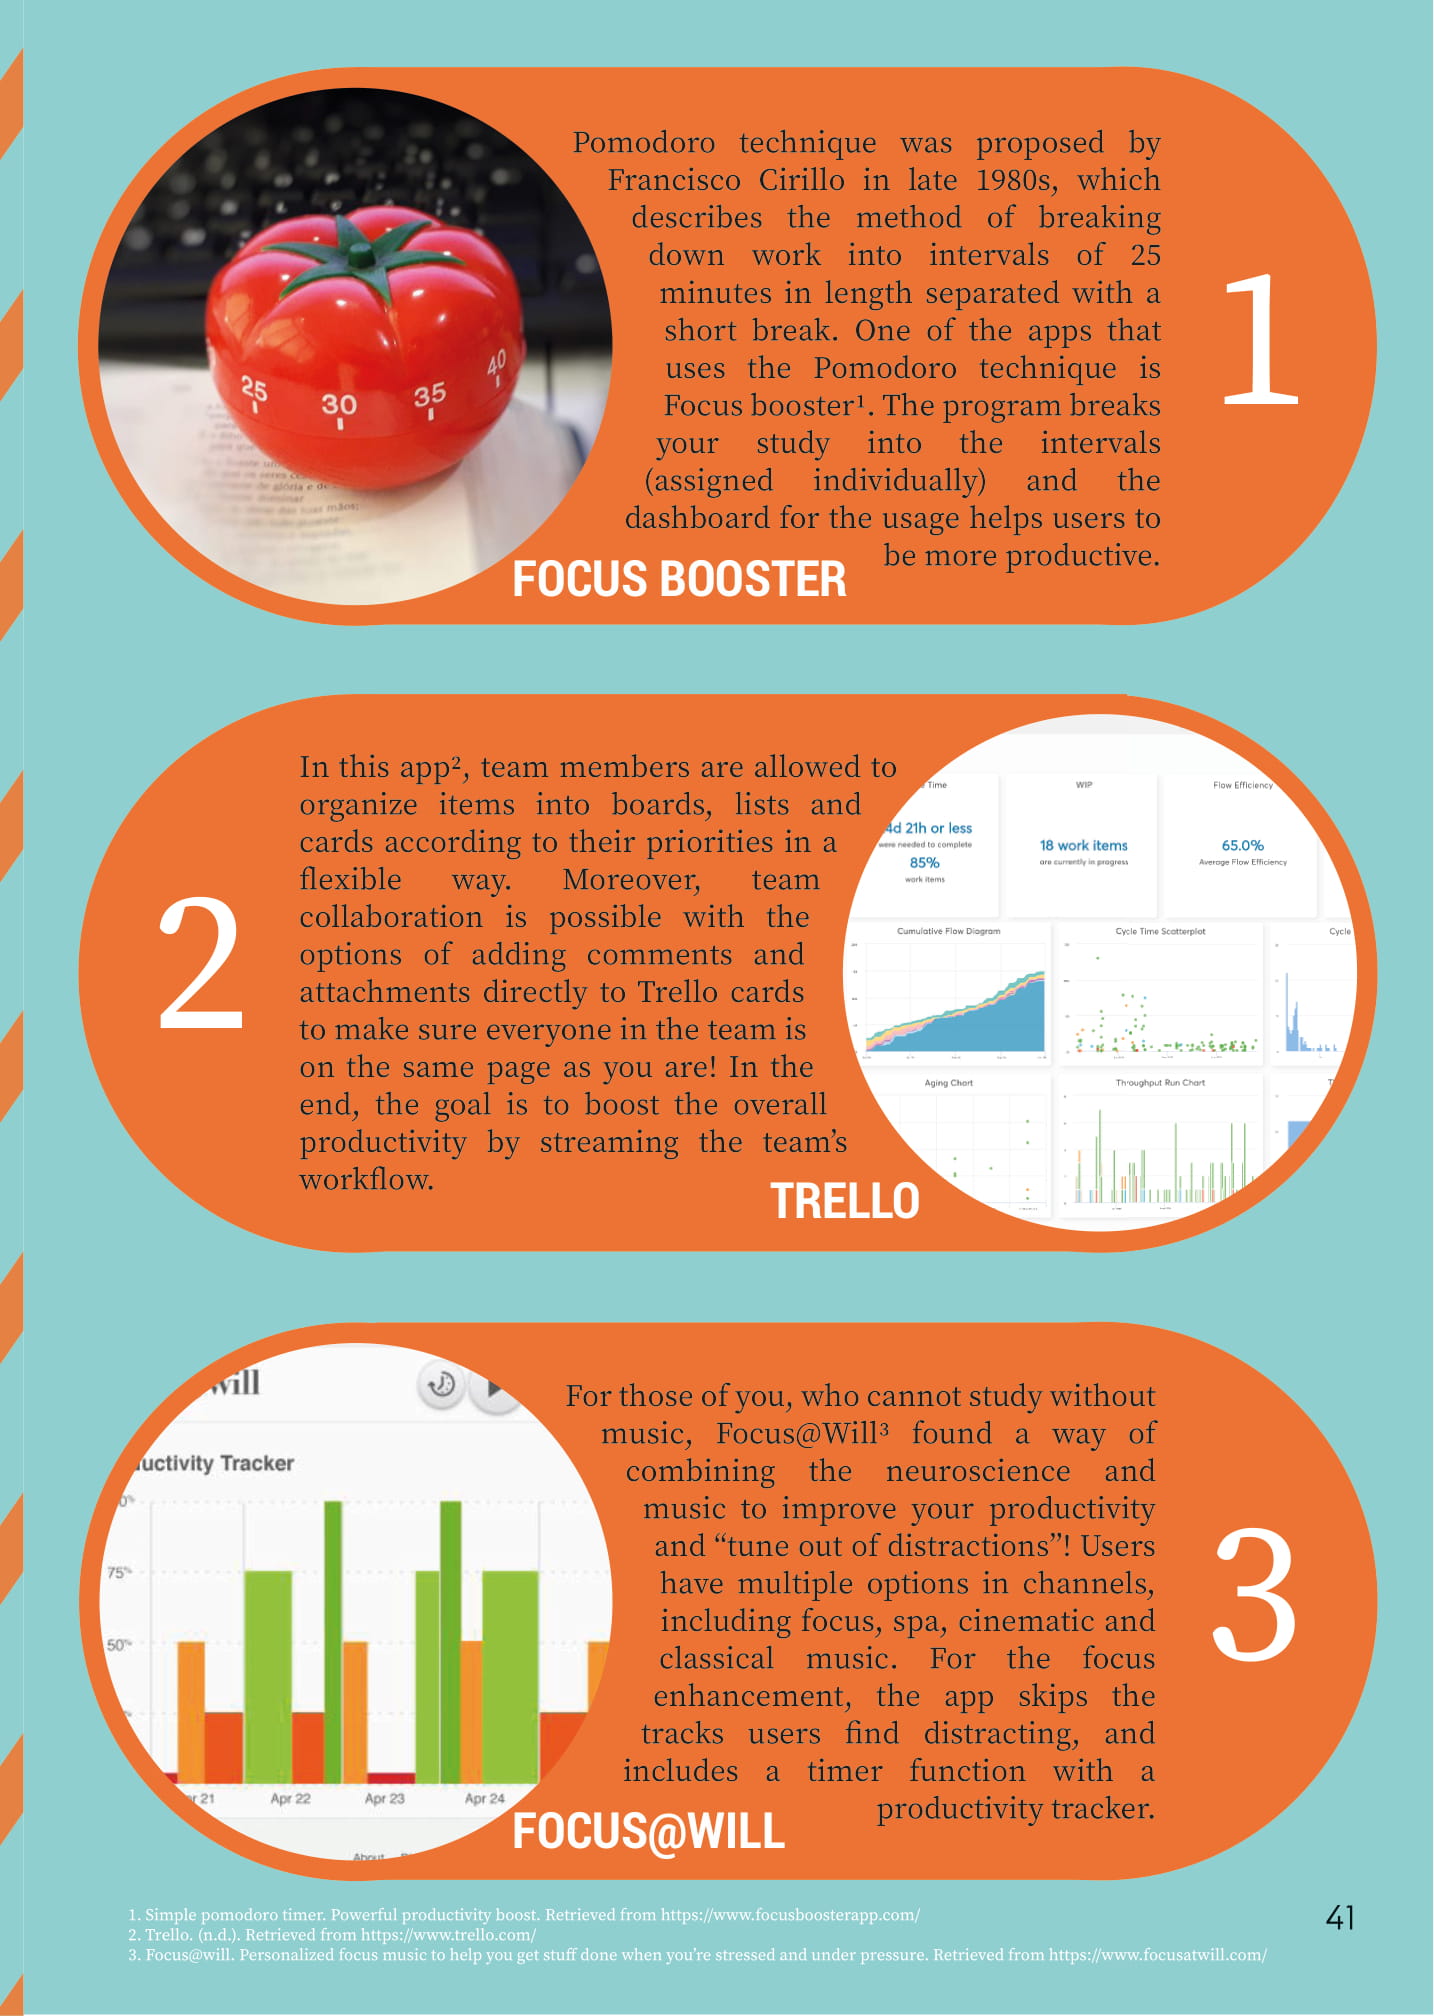 Pomodoro technique was proposed by
Francisco Cirillo in late 1980s, which
describes the method of breaking
down work into intervals of 25
minutes in length separated with a
short break. One of the apps that
uses the Pomodoro technique is
Focus booster¹. The program breaks
your study into the intervals
(assigned individually) and the
dashboard for the usage helps users to
be more productive.
25
30
35
40
FOCUS BOOSTER
1
In this app², team members are allowed to
organize items into boards, lists and
cards according to their priorities in a
flexible way. Moreover, team
collaboration is possible with the
options of adding comments and
attachments directly to Trello cards
to make sure everyone in the team is
on the same page as you are! In the
end, the goal is to boost the overall
productivity by streaming the team's
workflow.
2
TRELLO
Time
WIP
Flow Efficiency
4d 21h or less
were needed to complete
85%
work items
18 work items
are currently in progress
65.0%
Average Flow Efficiency
Cumulative Flow Diagram
Cycle Time Scatterplot
Cycle
Aging Chart
Throughput Run Chart
will
Productivity Tracker
75%
50%
Apr 21
Apr 22
Apr 23
Apr 24
About
For those of you, who cannot study without
music, Focus@Will³ found a way of
combining the neuroscience and
music to improve your productivity
and “tune out of distractions”! Users
have multiple options in channels,
including focus, spa, cinematic and
classical music. For the focus
enhancement, the app skips the
tracks users find distracting, and
includes a timer function with a
productivity tracker.
FOCUS@WILL
3
1. Simple pomodoro timer. Powerful productivity boost. Retrieved from https://www.focusboosterapp.com/
2. Trello. (n.d.). Retrieved from https://www.trello.com/
3. Focus@will. Personalized focus music to help you get stuff done when you're stressed and under pressure. Retrieved from https://www.focusatwill.com/
41